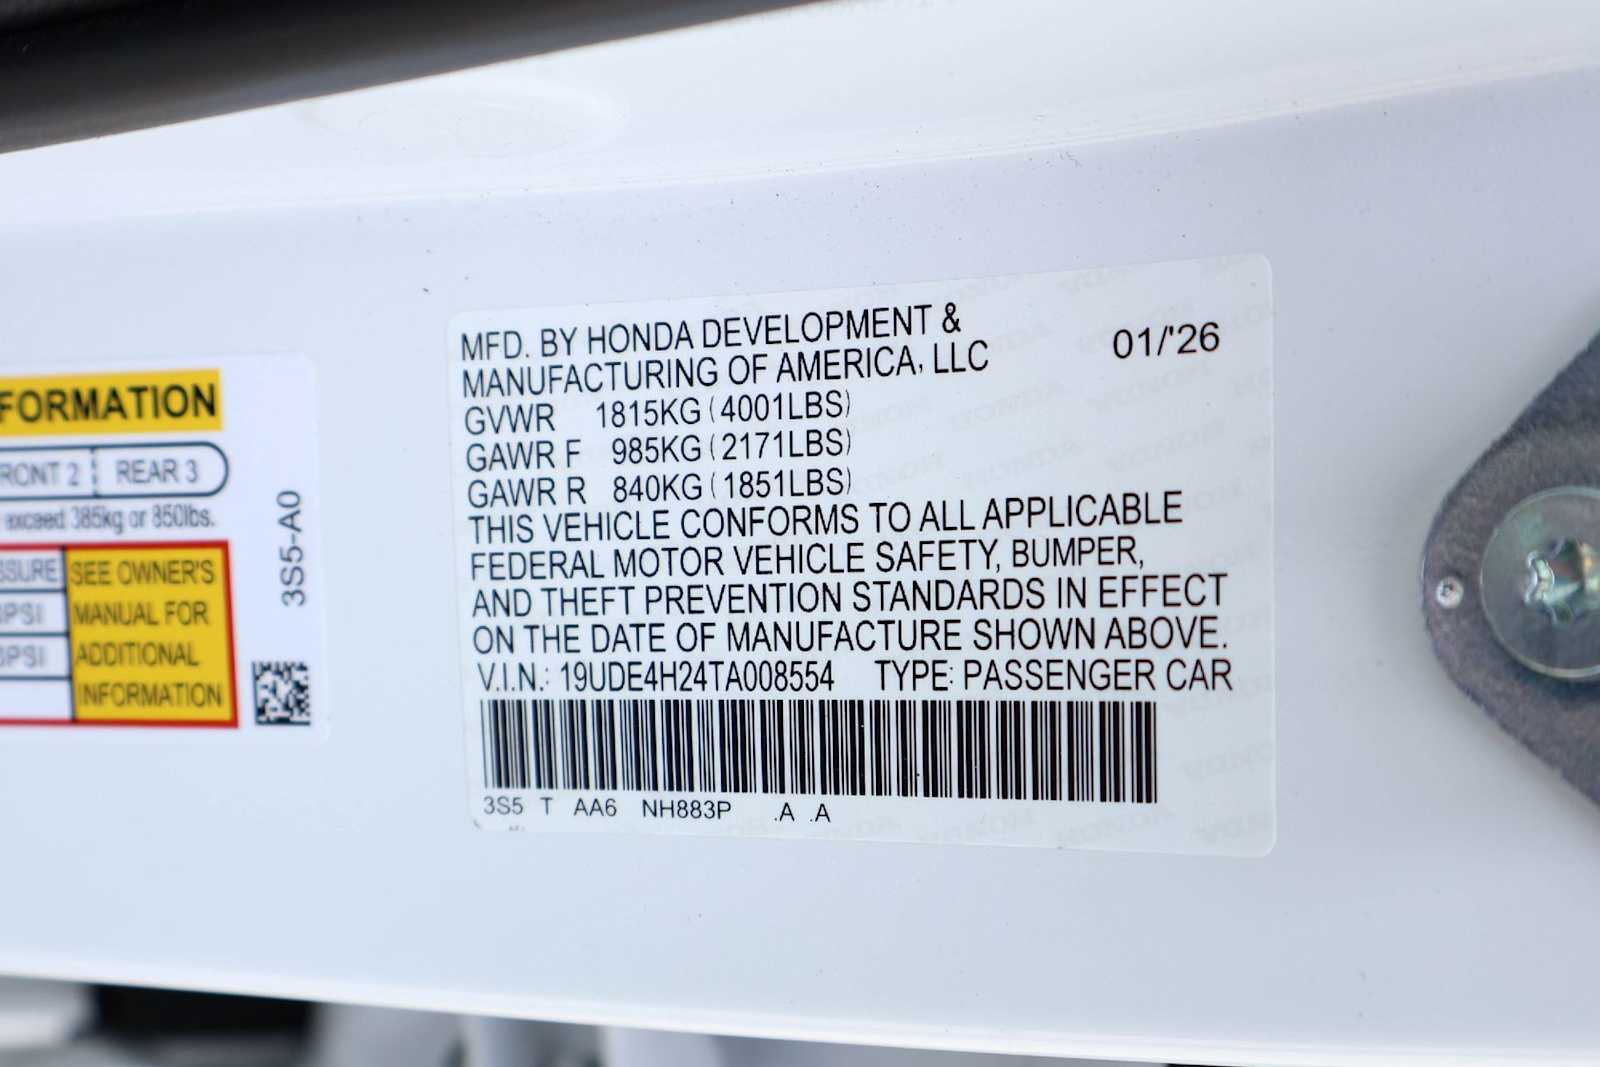 FORMATION
RONT 2 REAR 3
exceed 385kg or 850lbs.
SSURE
PSI
PSI
SEE OWNER'S
MANUAL FOR
ADDITIONAL
INFORMATION
3S5-A0
MFD. BY HONDA DEVELOPMENT &
MANUFACTURING OF AMERICA, LLC
01/'26
GVWR 1815KG (4001LBS)
GAWR F 985KG (2171LBS)
GAWR R 840KG (1851LBS)
THIS VEHICLE CONFORMS TO ALL APPLICABLE
FEDERAL MOTOR VEHICLE SAFETY, BUMPER,
AND THEFT PREVENTION STANDARDS IN EFFECT
ON THE DATE OF MANUFACTURE SHOWN ABOVE.
V.I.N.: 19UDE4H24TA008554 TYPE: PASSENGER CAR
3S5 T AA6 NH883P .A .A